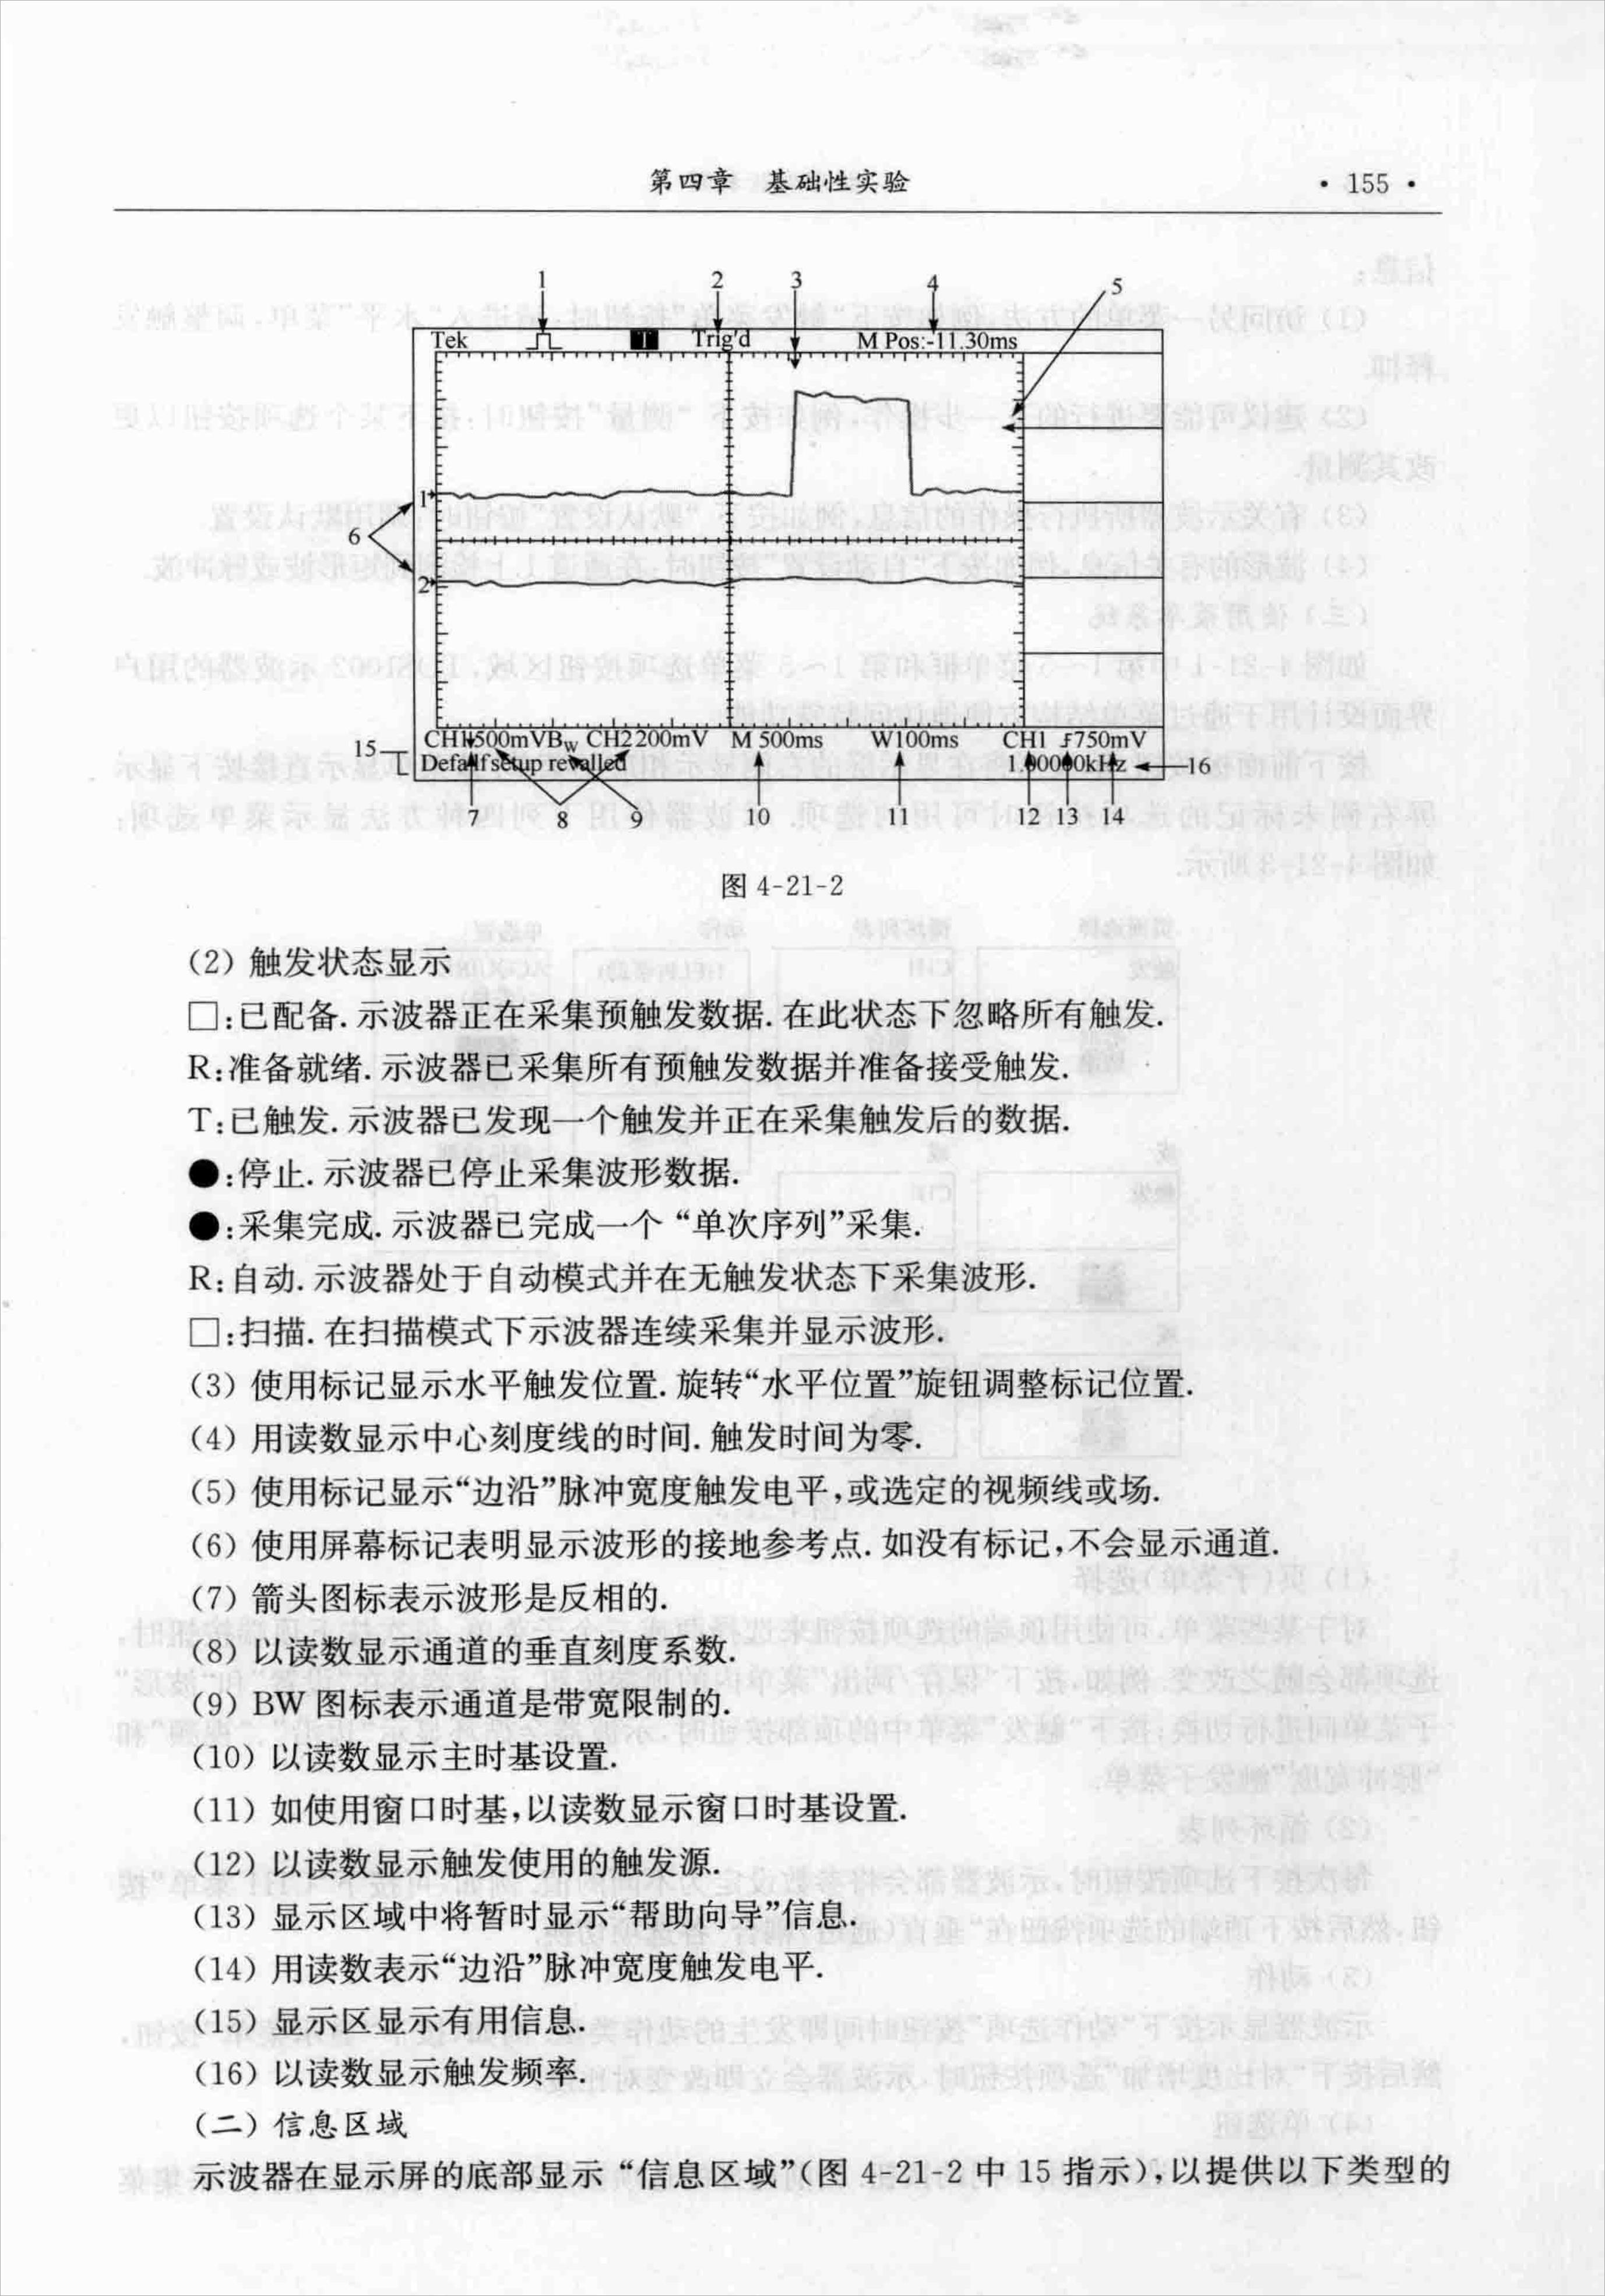 第四章 基础性实验 · 155 ·
1 2 3 4 5
Tek T Trig'd M Pos:-11.30ms
1
6
2
CH1 500mVBw CH2 200mV M 500ms W100ms CH1 750mV
15
setup 1.00000kHz 16
7 8 9 10 11 12 13 14
图 4-21-2
(2) 触发状态显示
□:已配备. 示波器正在采集预触发数据. 在此状态下忽略所有触发.
R:准备就绪. 示波器已采集所有预触发数据并准备接受触发.
T:已触发. 示波器已发现一个触发并正在采集触发后的数据.
●:停止. 示波器已停止采集波形数据.
●:采集完成. 示波器已完成一个“单次序列”采集.
R:自动. 示波器处于自动模式并在无触发状态下采集波形.
□:扫描. 在扫描模式下示波器连续采集并显示波形.
(3) 使用标记显示水平触发位置. 旋转“水平位置”旋钮调整标记位置.
(4) 用读数显示中心刻度线的时间. 触发时间为零.
(5) 使用标记显示“边沿”脉冲宽度触发电平,或选定的视频线或场.
(6) 使用屏幕标记表明显示波形的接地参考点. 如没有标记,不会显示通道.
(7) 箭头图标表示波形是反相的.
(8) 以读数显示通道的垂直刻度系数.
(9) BW 图标表示通道是带宽限制的.
(10) 以读数显示主时基设置.
(11) 如使用窗口时基,以读数显示窗口时基设置.
(12) 以读数显示触发使用的触发源.
(13) 显示区域中将暂时显示“帮助向导”信息.
(14) 用读数表示“边沿”脉冲宽度触发电平.
(15) 显示区显示有用信息.
(16) 以读数显示触发频率.
(二) 信息区域
示波器在显示屏的底部显示“信息区域”(图 4-21-2 中 15 指示),以提供以下类型的